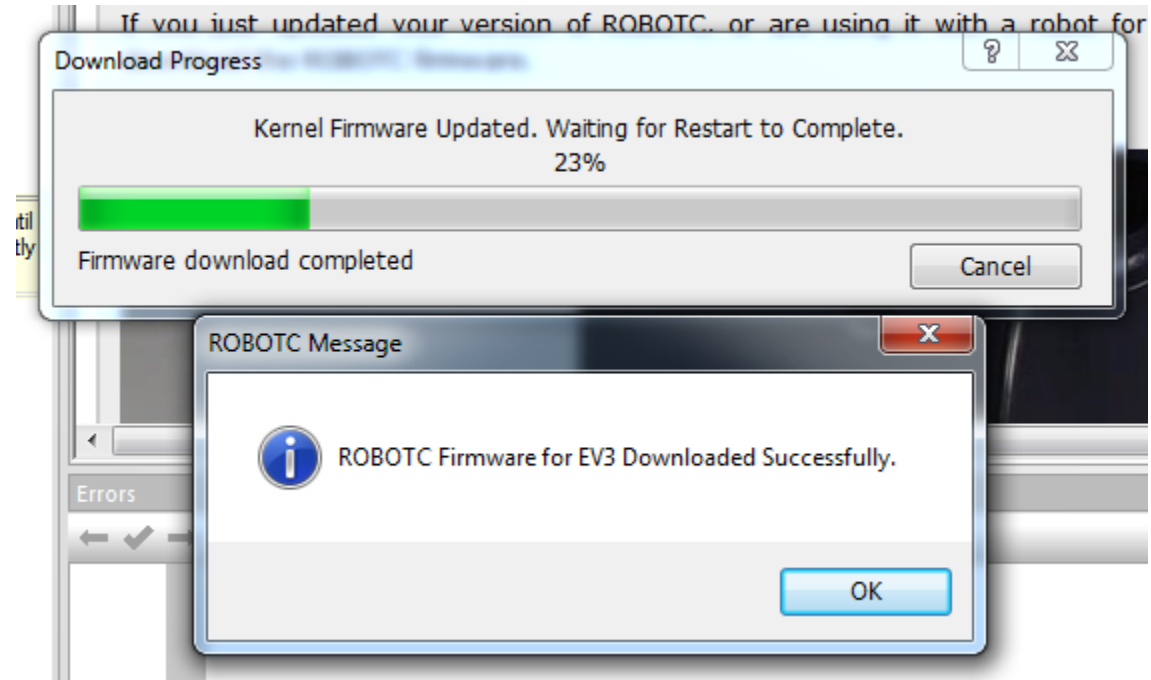 If you just updated your version of ROBOTC, or are using it with a robot for
Download Progress
Kernel Firmware Updated. Waiting for Restart to Complete.
23%
Firmware download completed
Cancel
ROBOTC Message
ROBOTC Firmware for EV3 Downloaded Successfully.
OK
Errors